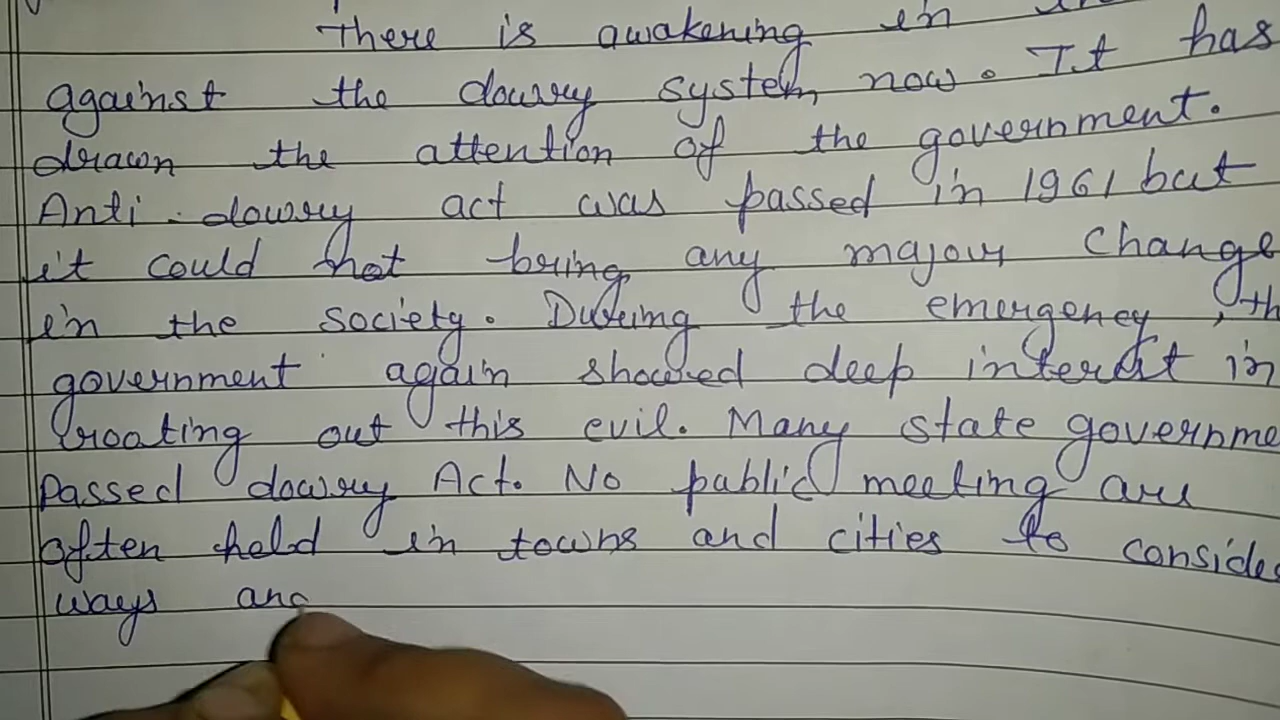 There is awakening in
against the dowry system now. It has
drawn the attention of the government.
Anti-dowry act was passed in 1961 but
it could not bring any majour change
in the society. During the emergency, th
government again showed deep interest in
roating out this evil. Many state governme
Passed dowry Act. No public meeting are
often held in towns and cities to conside
ways an